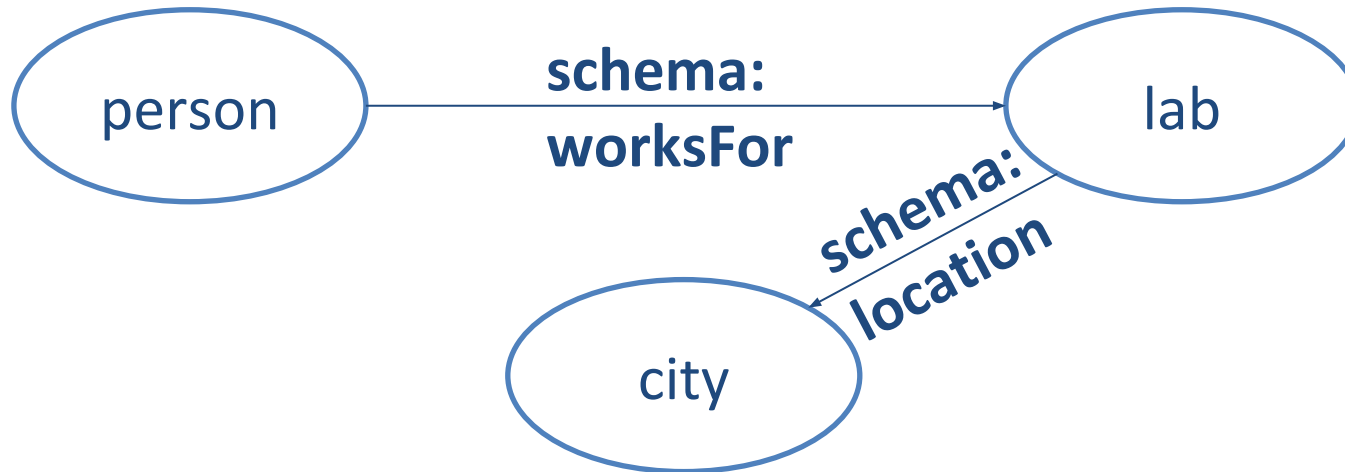 person
schema:
worksFor
lab
schema:
location
city